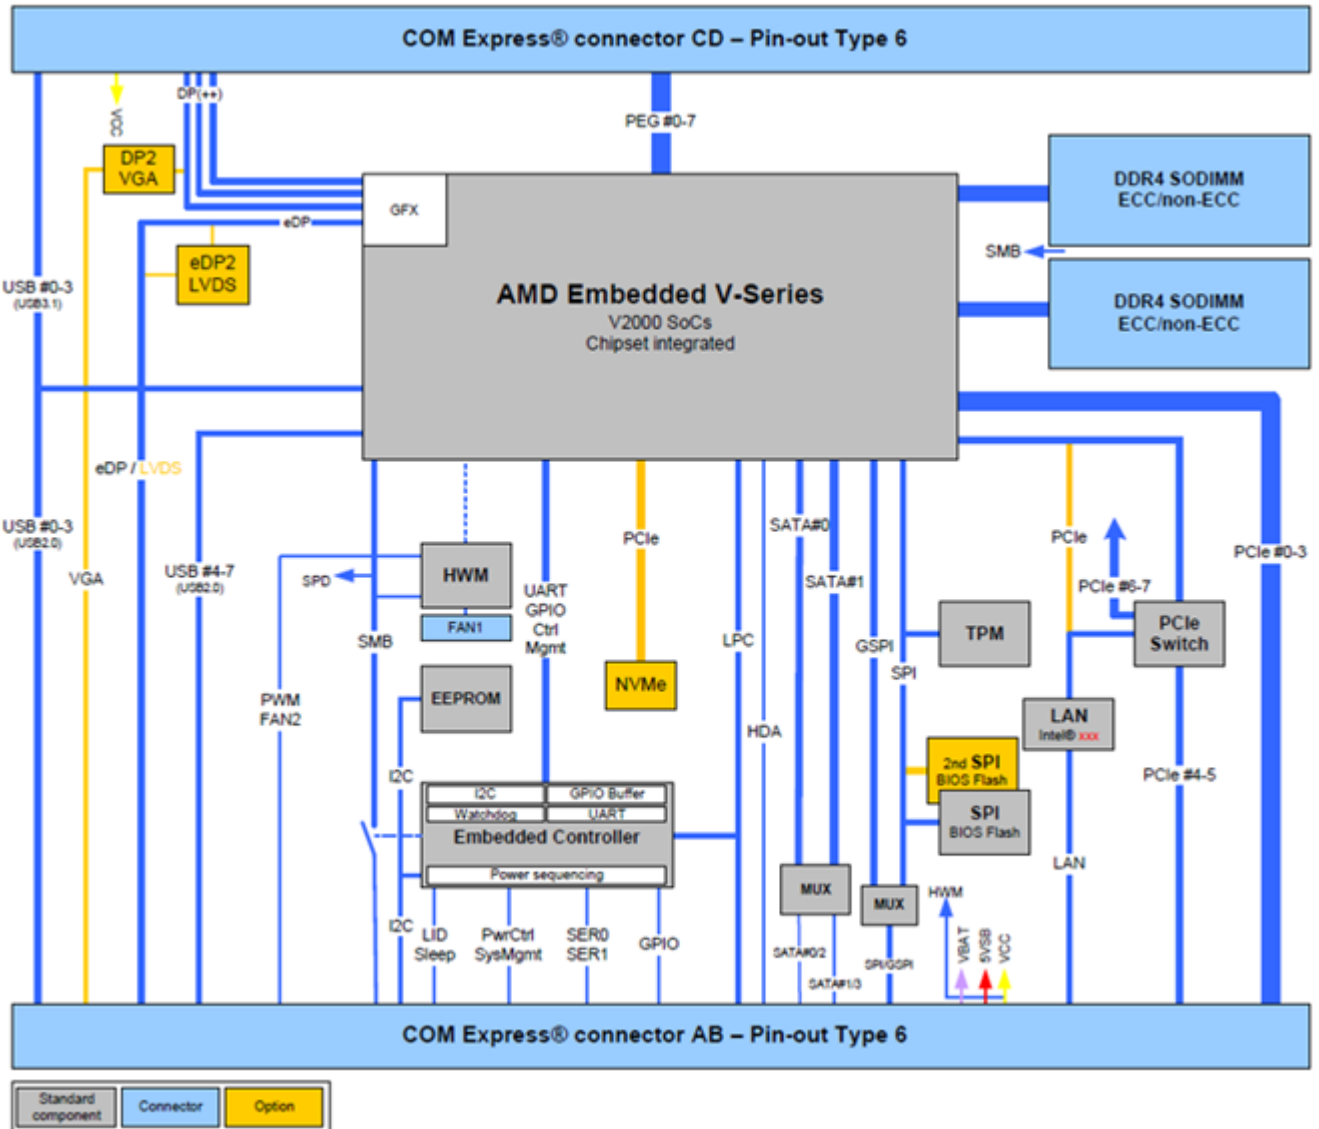 COM Express® connector CD – Pin-out Type 6
DP(++)
VCC
PEG #0-7
DP2
VGA
DDR4 SODIMM
ECC/non-ECC
GFX
eDP
SMB
eDP2
LVDS
USB #0-3
(USB3.1)
AMD Embedded V-Series
V2000 SoCs
Chipset integrated
DDR4 SODIMM
ECC/non-ECC
eDP / LVDS
USB #0-3
(USB2.0)
VGA
USB #4-7
(USB2.0)
SPD
HWM
FAN1
SMB
UART
GPIO
Ctrl
Mgmt
PCIe
SATA#0
SATA#1
PCIe
PCIe #0-3
PCIe #6-7
PCIe
Switch
TPM
LPC
GSPI
SPI
EEPROM
NVMe
PWM
FAN2
HDA
LAN
Intel® xxx
I2C
2nd SPI
BIOS Flash
PCIe #4-5
I2C
GPIO Buffer
Watchdog
UART
Embedded Controller
Power sequencing
SPI
BIOS Flash
LAN
MUX
MUX
HWM
I2C
LID
Sleep
PwrCtrl
SysMgmt
SER0
SER1
GPIO
SATA#0/2
SATA#1/3
SPI/GSPI
VBAT
5VSB
VCC
COM Express® connector AB – Pin-out Type 6
Standard
component
Connector
Option